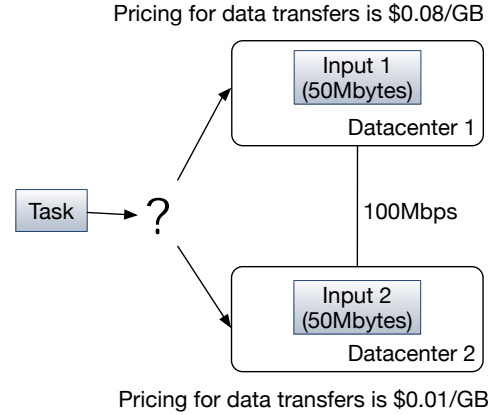 Pricing for data transfers is $0.08/GB
Input 1
(50Mbytes)
Datacenter 1
Task
?
100Mbps
Input 2
(50Mbytes)
Datacenter 2
Pricing for data transfers is $0.01/GB